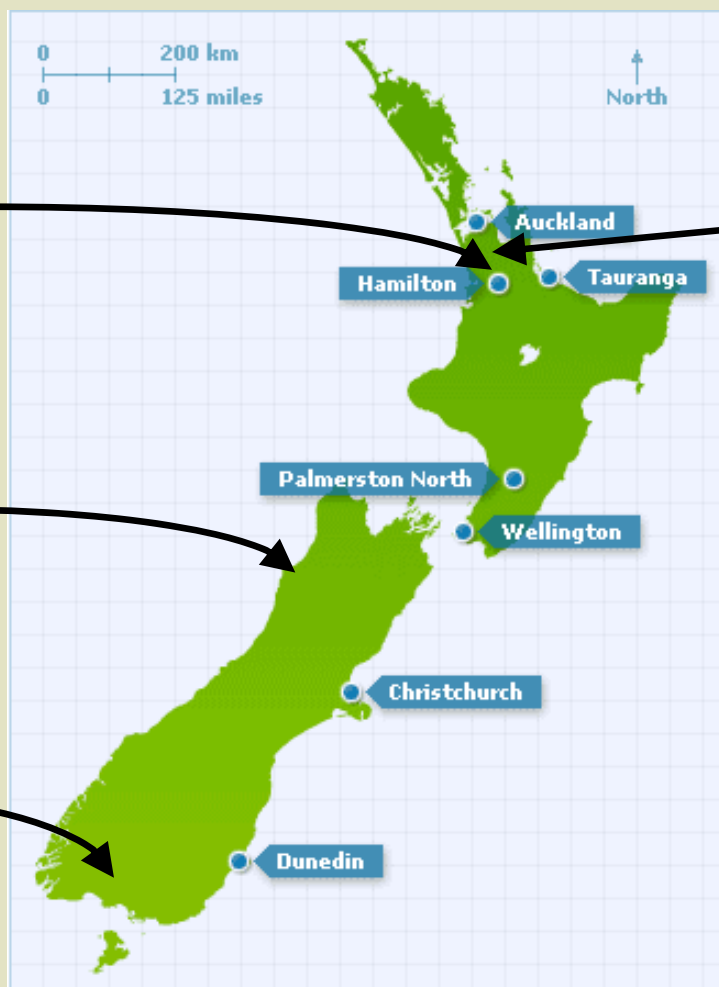 0 200 km
0 125 miles
North
Auckland
Hamilton
Tauranga
Palmerston North
Wellington
Christchurch
Dunedin